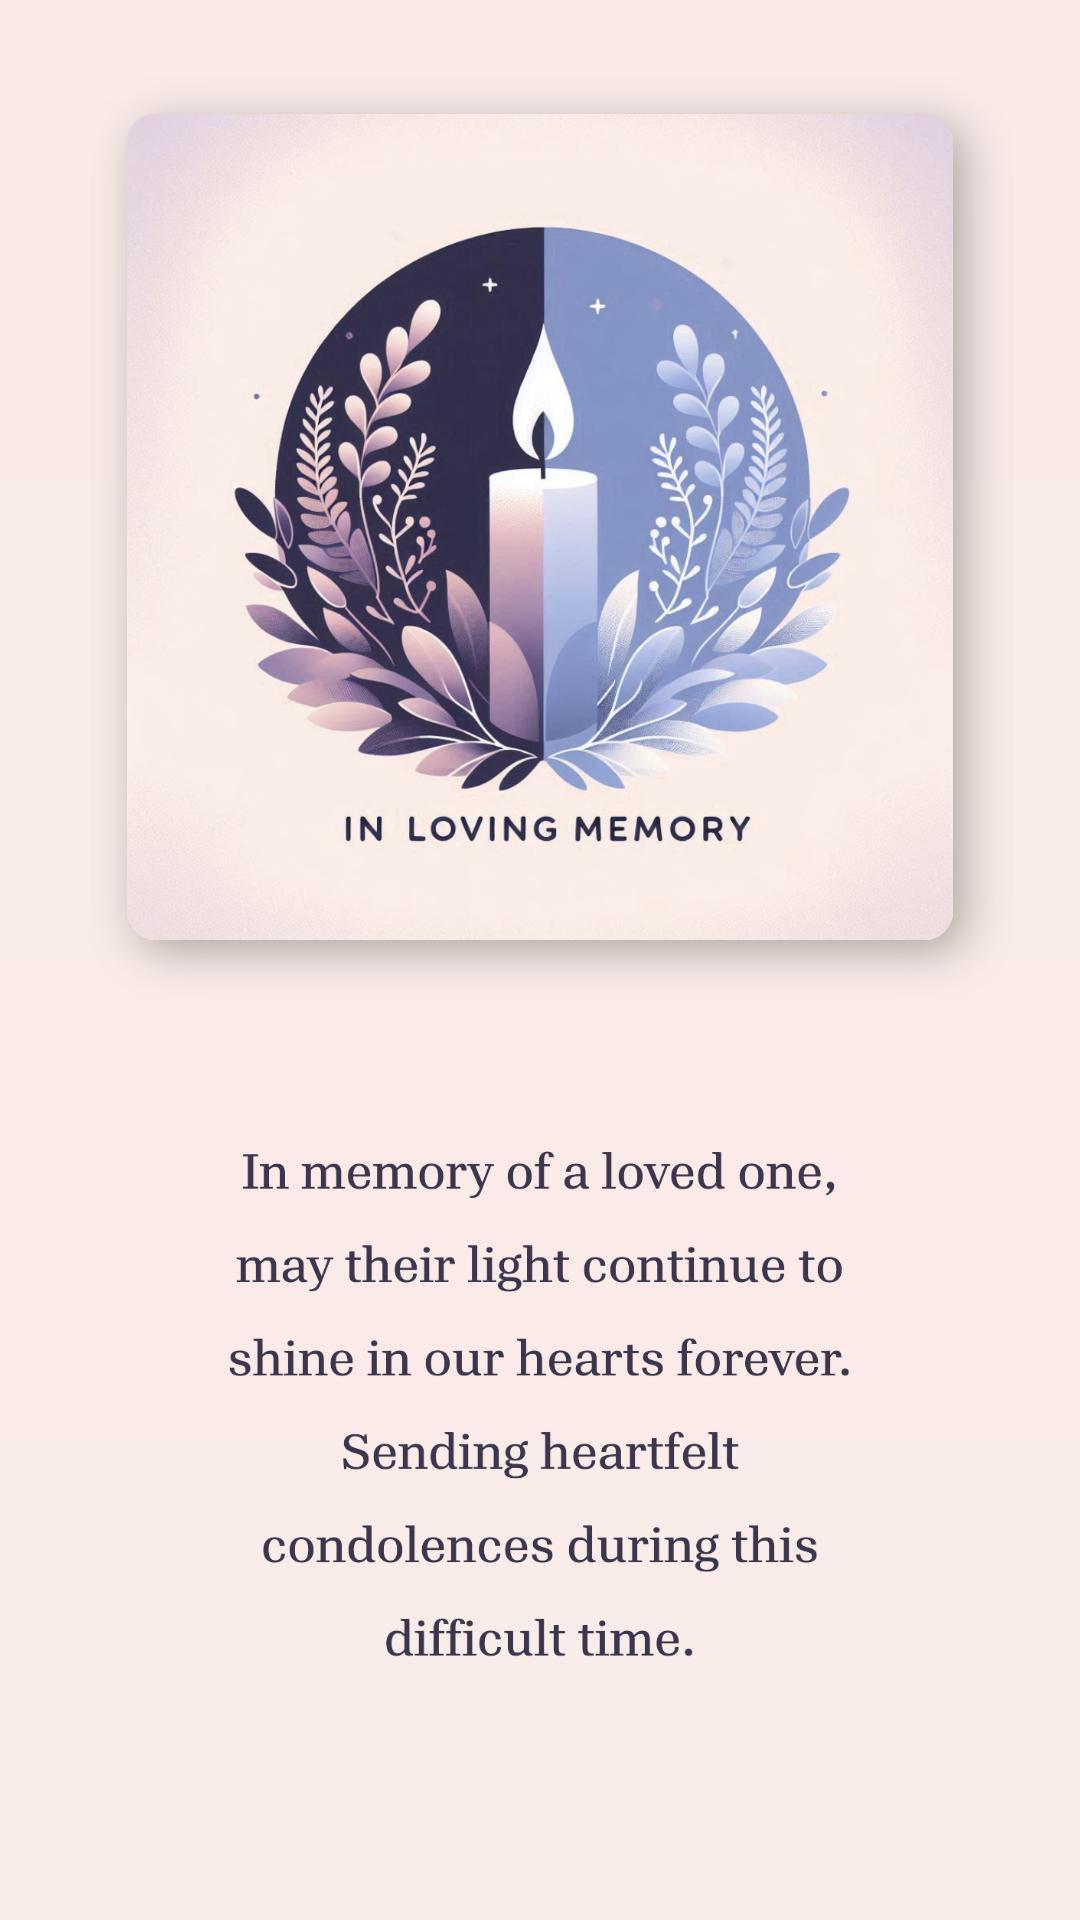 IN LOVING MEMORY
In memory of a loved one,
may their light continue to
shine in our hearts forever.
Sending heartfelt
condolences during this
difficult time.